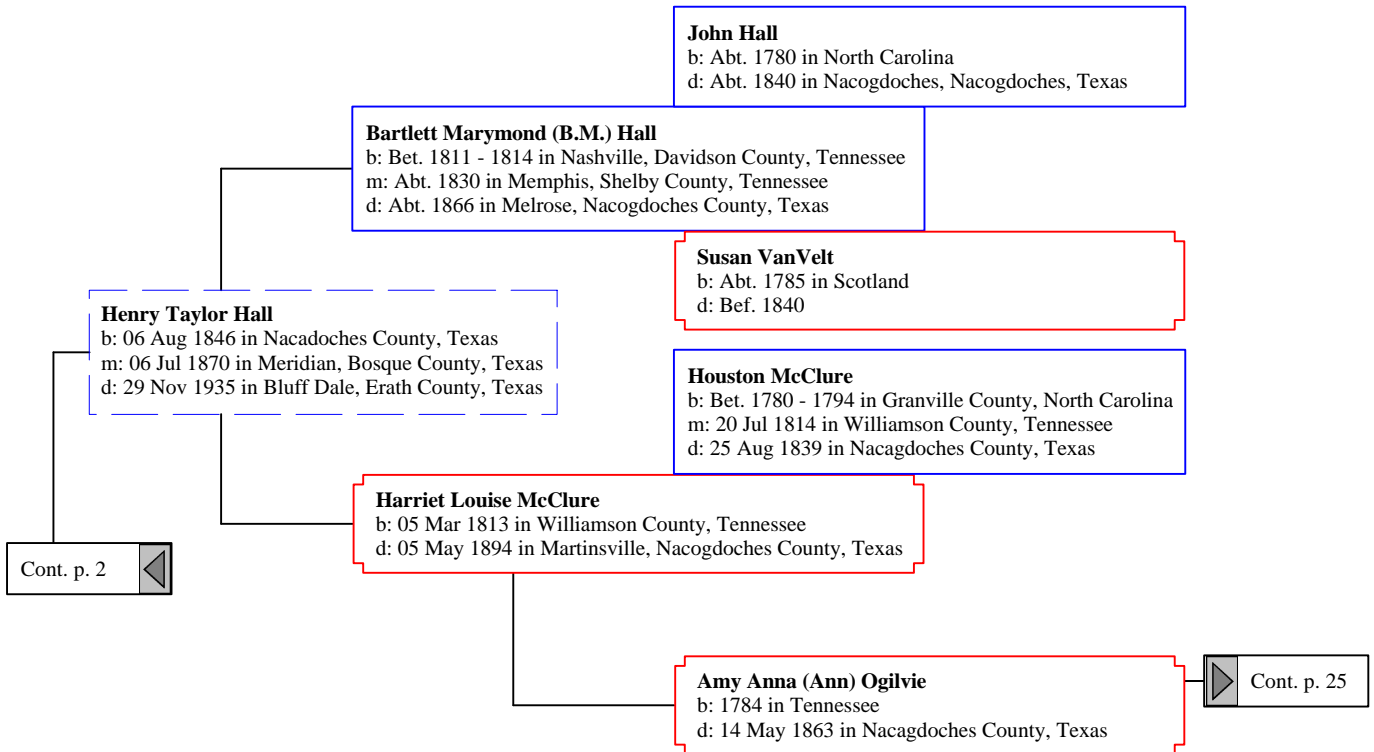 John Hall
b: Abt. 1780 in North Carolina
d: Abt. 1840 in Nacogdoches, Nacogdoches, Texas
Bartlett Marymond (B.M.) Hall
b: Bet. 1811 - 1814 in Nashville, Davidson County, Tennessee
m: Abt. 1830 in Memphis, Shelby County, Tennessee
d: Abt. 1866 in Melrose, Nacogdoches County, Texas
Susan VanVelt
b: Abt. 1785 in Scotland
d: Bef. 1840
Henry Taylor Hall
b: 06 Aug 1846 in Nacadoches County, Texas
m: 06 Jul 1870 in Meridian, Bosque County, Texas
d: 29 Nov 1935 in Bluff Dale, Erath County, Texas
Houston McClure
b: Bet. 1780 - 1794 in Granville County, North Carolina
m: 20 Jul 1814 in Williamson County, Tennessee
d: 25 Aug 1839 in Nacagdoches County, Texas
Harriet Louise McClure
b: 05 Mar 1813 in Williamson County, Tennessee
d: 05 May 1894 in Martinsville, Nacogdoches County, Texas
Cont. p. 2
Amy Anna (Ann) Ogilvie
b: 1784 in Tennessee
d: 14 May 1863 in Nacagdoches County, Texas
Cont. p. 25